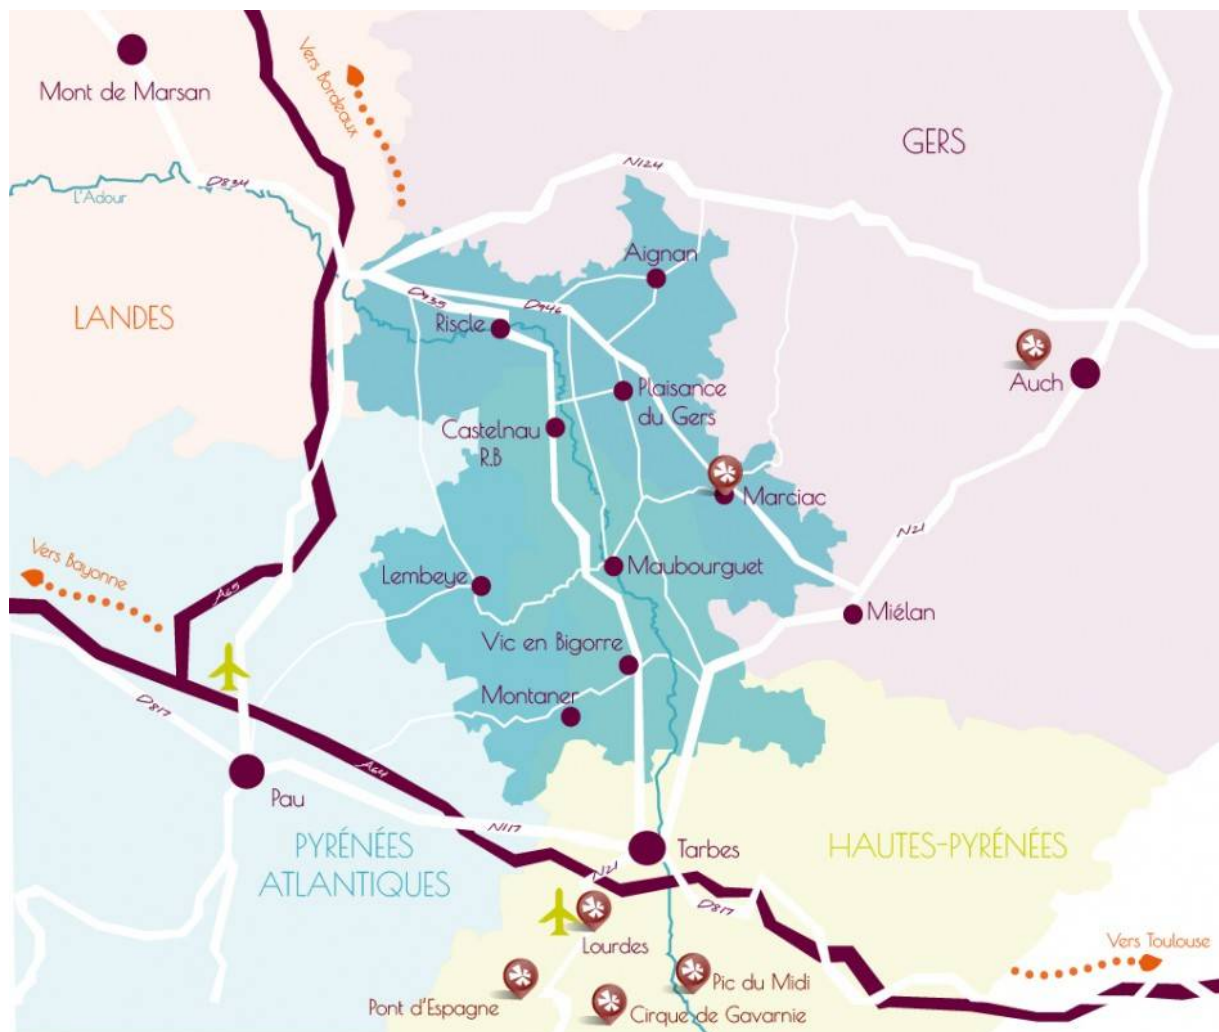 Mont de Marsan
Vers Bordeaux
GERS
N124
D834
L'Adour
Aignan
LANDES
D935
D946
Riscle
Auch
Plaisance
du Gers
Castelnau
R.B
Marciac
N21
Vers Bayonne
A65
Lembeye
Maubourguet
Miélan
Vic en Bigorre
Montaner
D817
A64
Pau
N117
PYRÉNÉES
ATLANTIQUES
Tarbes
HAUTES-PYRÉNÉES
N21
D817
Lourdes
Vers Toulouse
Pic du Midi
Pont d'Espagne
Cirque de Gavarnie